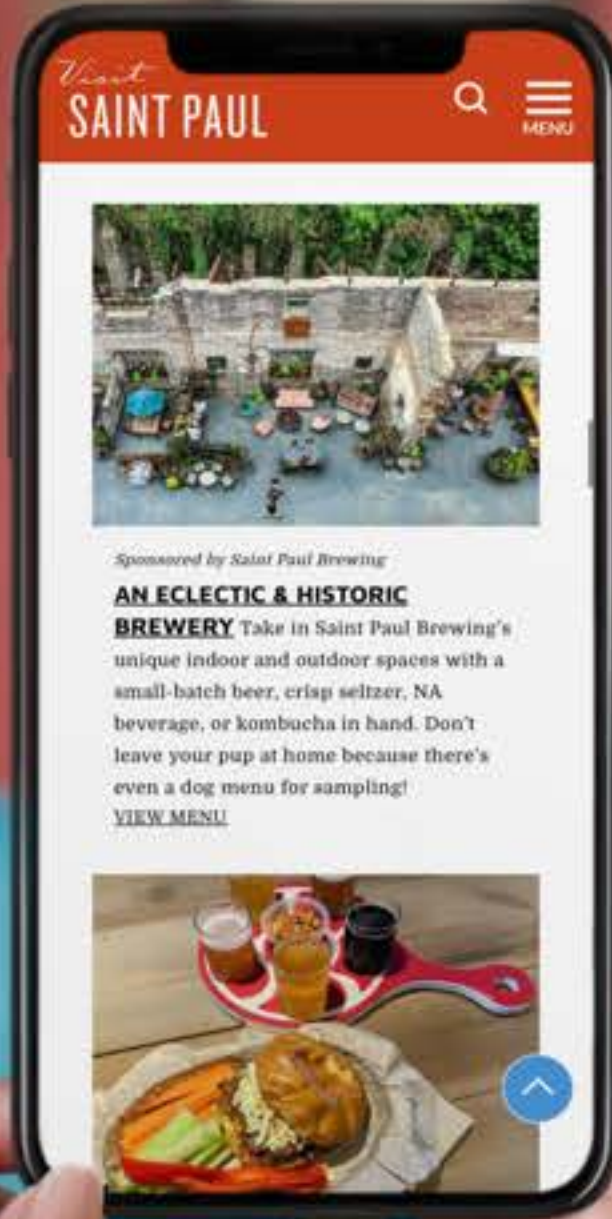 Visit
SAINT PAUL
MENU
Sponsored by Saint Paul Brewing
AN ECLECTIC & HISTORIC
BREWERY Take in Saint Paul Brewing's
unique indoor and outdoor spaces with a
small-batch beer, crisp seltzer, NA
beverage, or kombucha in hand. Don't
leave your pup at home because there's
even a dog menu for sampling!
VIEW MENU